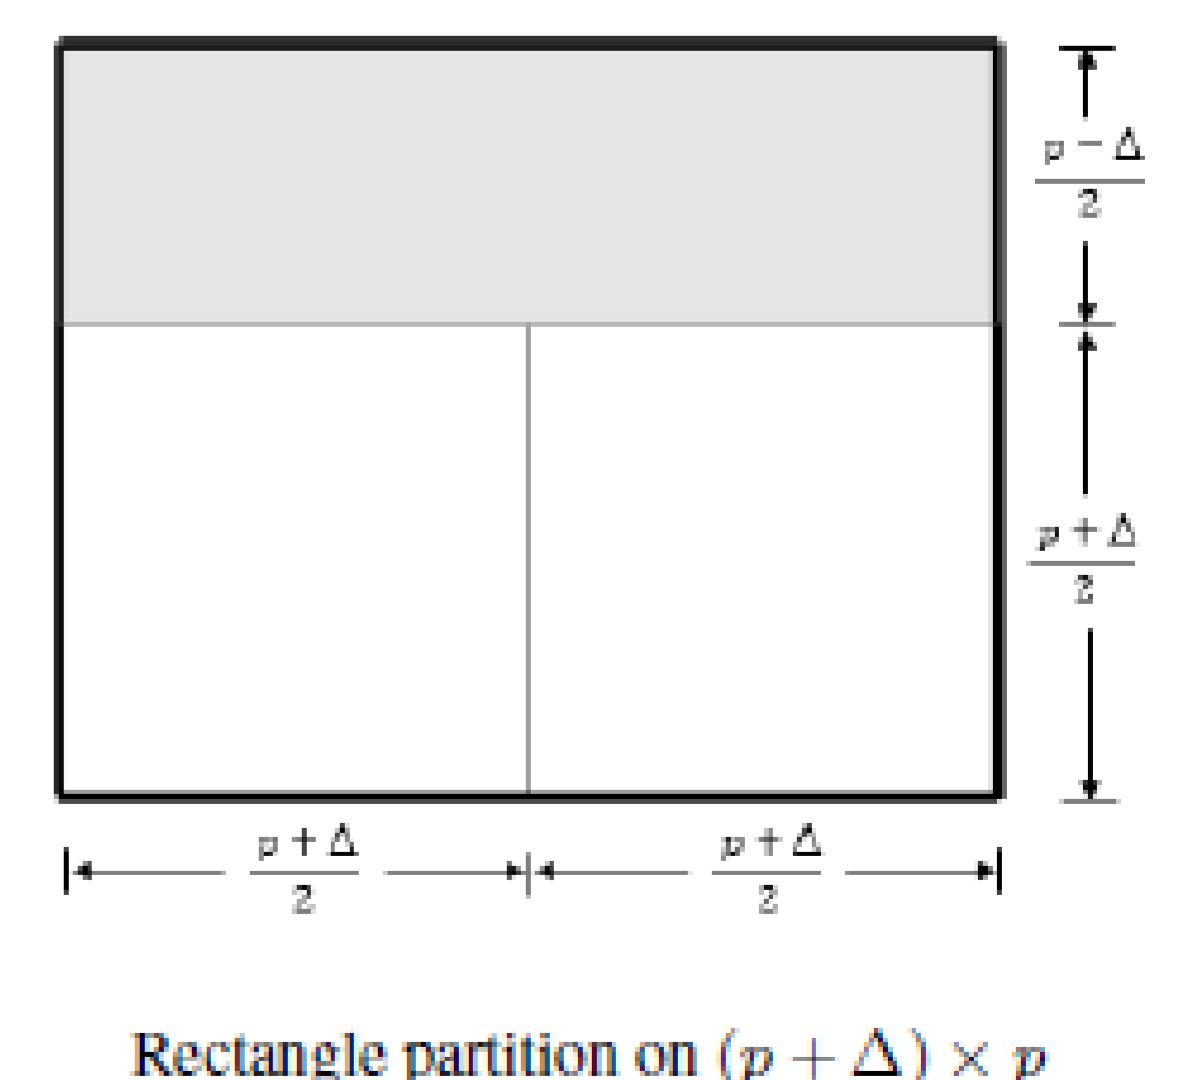 p − Δ
2
p + Δ
2
p + Δ
2
p + Δ
2
Rectangle partition on (p + Δ) × p